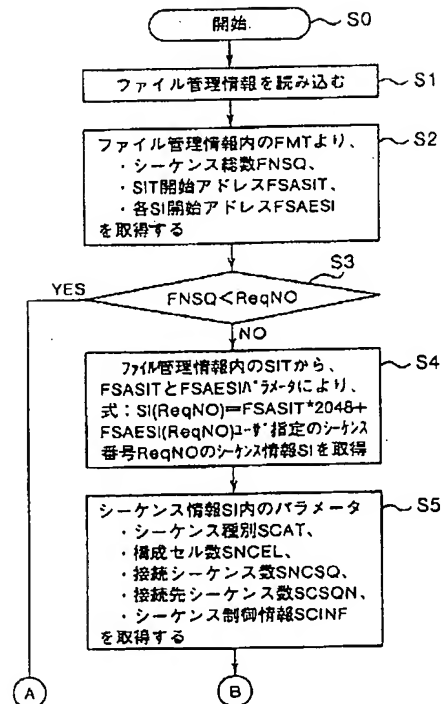 開始
S0
ファイル管理情報を読み込む
S1
ファイル管理情報内のFMTより、
・シーケンス総数FNSQ、
・SIT開始アドレスFSASIT、
・各SI開始アドレスFSAESI
を取得する
S2
S3
FNSQ<ReqNO
YES
NO
ファイル管理情報内のSITから、
FSASITとFSAESIパラメータにより、
式：SI(ReqNO)=FSASIT*2048+
FSAESI(ReqNO)ユーザ指定のシーケンス
番号ReqNOのシーケンス情報SIを取得
S4
シーケンス情報SI内のパラメータ
・シーケンス種別SCAT、
・構成セル数SNCEL、
・接続シーケンス数SNCSQ、
・接続先シーケンス数SCSQN、
・シーケンス制御情報SCINF
を取得する
S5
A
B